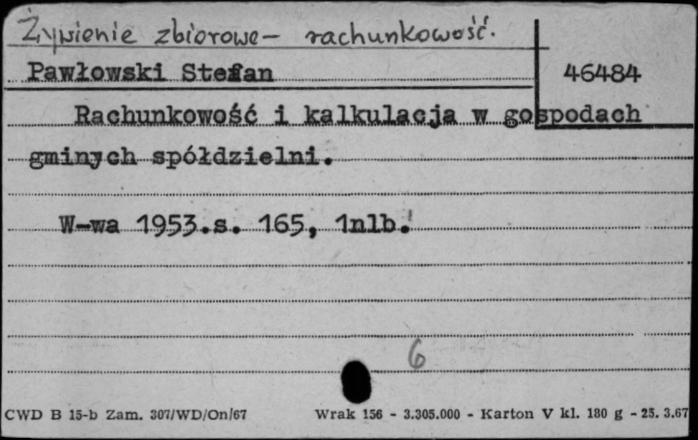 Żywienie zbiorowe - rachunkowość.
Pawłowski Stefan
46484
Rachunkowość i kalkulacja w gospodach
gminych spółdzielni.
W-wa 1953.s. 165, 1nlb.
6
CWD B 15-b Zam. 307/WD/On/67
Wrak 156 - 3.305.000 - Karton V kl. 180 g - 25. 3.67